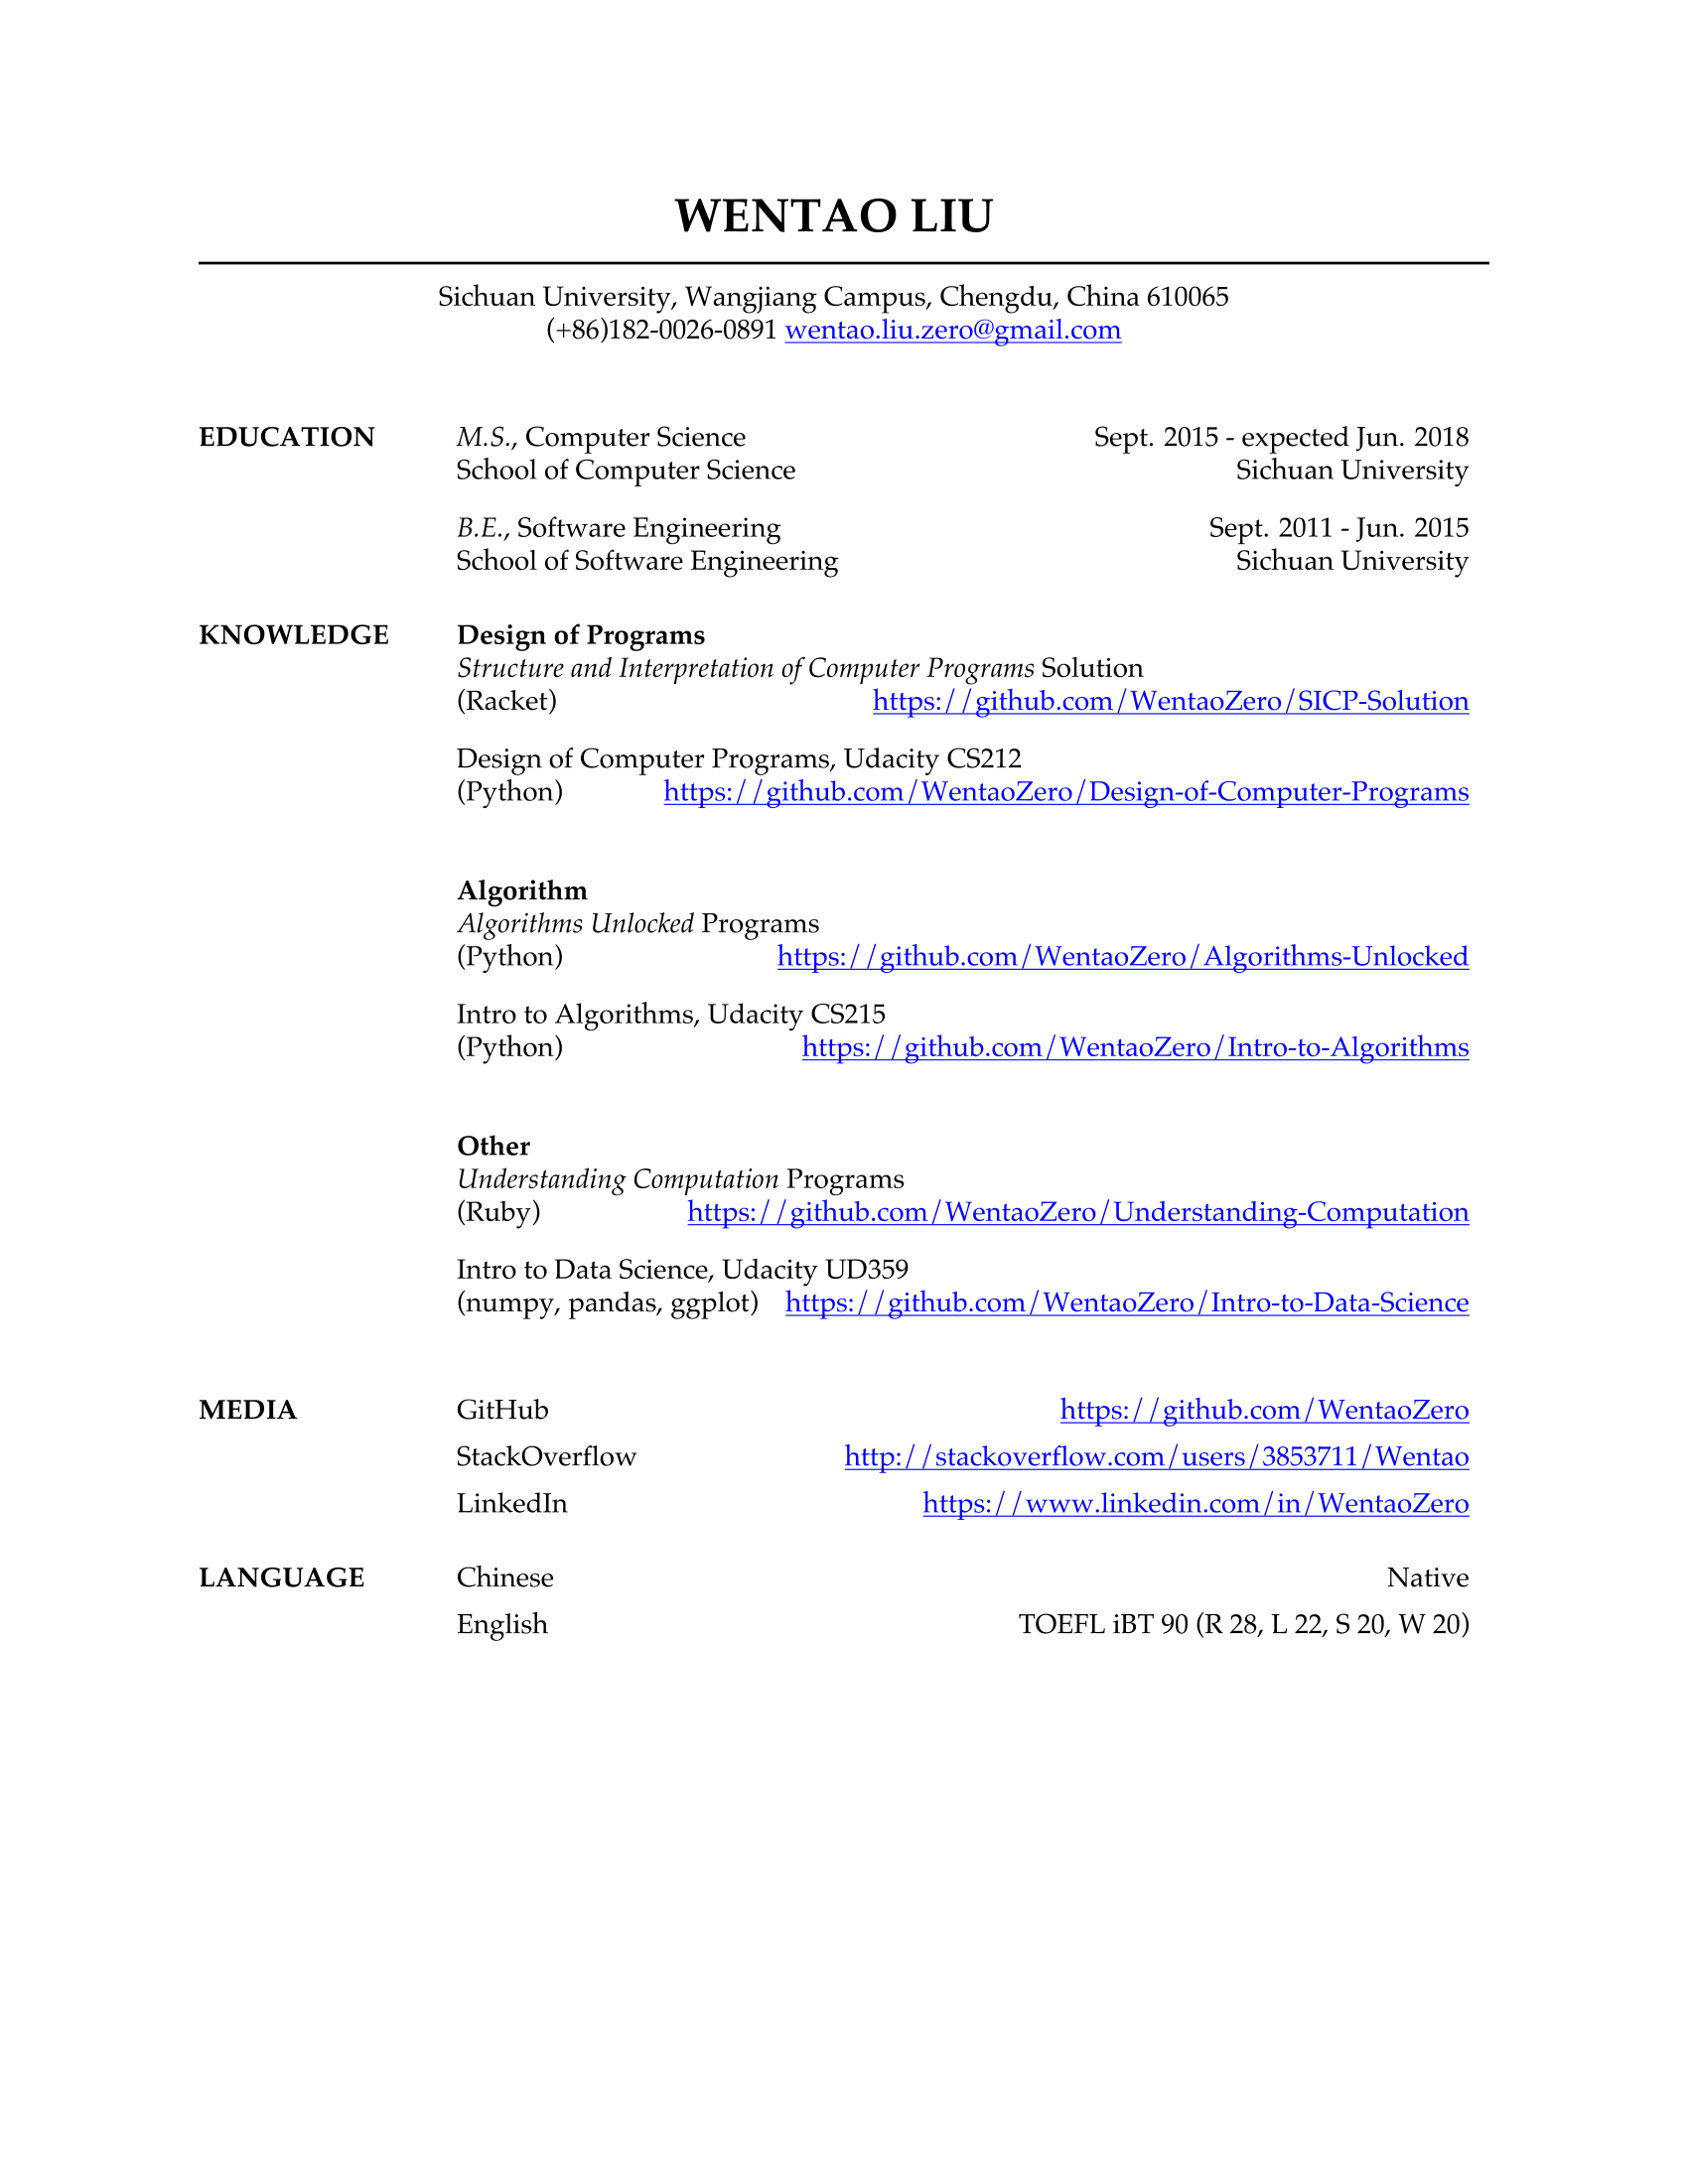 WENTAO LIU
Sichuan University, Wangjiang Campus, Chengdu, China 610065
(+86)182-0026-0891 wentao.liu.zero@gmail.com
EDUCATION M.S., Computer Science Sept. 2015 - expected Jun. 2018
School of Computer Science Sichuan University
B.E., Software Engineering Sept. 2011 - Jun. 2015
School of Software Engineering Sichuan University
KNOWLEDGE Design of Programs
Structure and Interpretation of Computer Programs Solution
(Racket) https://github.com/WentaoZero/SICP-Solution
Design of Computer Programs, Udacity CS212
(Python) https://github.com/WentaoZero/Design-of-Computer-Programs
Algorithm
Algorithms Unlocked Programs
(Python) https://github.com/WentaoZero/Algorithms-Unlocked
Intro to Algorithms, Udacity CS215
(Python) https://github.com/WentaoZero/Intro-to-Algorithms
Other
Understanding Computation Programs
(Ruby) https://github.com/WentaoZero/Understanding-Computation
Intro to Data Science, Udacity UD359
(numpy, pandas, ggplot) https://github.com/WentaoZero/Intro-to-Data-Science
MEDIA GitHub https://github.com/WentaoZero
StackOverflow http://stackoverflow.com/users/3853711/Wentao
LinkedIn https://www.linkedin.com/in/WentaoZero
LANGUAGE Chinese Native
English TOEFL iBT 90 (R 28, L 22, S 20, W 20)